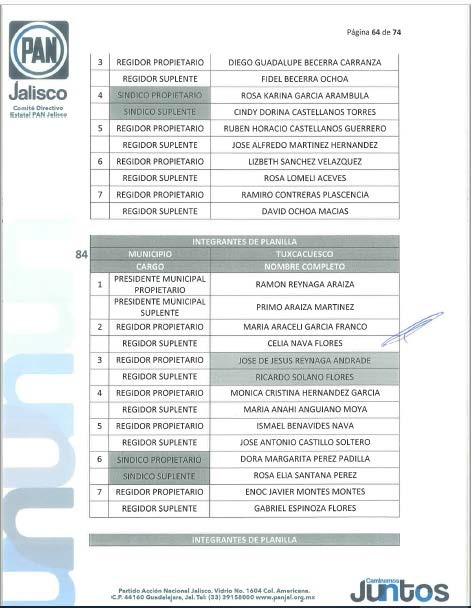 Página 64 de 74
PAN
Jalisco
Comité Directivo
Estatal PAN Jalisco
3 REGIDOR PROPIETARIO DIEGO GUADALUPE BECERRA CARRANZA
REGIDOR SUPLENTE FIDEL BECERRA OCHOA
4 SINDICO PROPIETARIO ROSA KARINA GARCIA ARAMBULA
SINDICO SUPLENTE CINDY DORINA CASTELLANOS TORRES
5 REGIDOR PROPIETARIO RUBEN HORACIO CASTELLANOS GUERRERO
REGIDOR SUPLENTE JOSE ALFREDO MARTINEZ HERNANDEZ
6 REGIDOR PROPIETARIO LIZBETH SANCHEZ VELAZQUEZ
REGIDOR SUPLENTE ROSA LOMELI ACEVES
7 REGIDOR PROPIETARIO RAMIRO CONTRERAS PLASCENCIA
REGIDOR SUPLENTE DAVID OCHOA MACIAS
INTEGRANTES DE PLANILLA
84 MUNICIPIO TUXCACUESCO
CARGO NOMBRE COMPLETO
1 PRESIDENTE MUNICIPAL PROPIETARIO RAMON REYNAGA ARAIZA
PRESIDENTE MUNICIPAL SUPLENTE PRIMO ARAIZA MARTINEZ
2 REGIDOR PROPIETARIO MARIA ARACELI GARCIA FRANCO
REGIDOR SUPLENTE CELIA NAVA FLORES
3 REGIDOR PROPIETARIO JOSE DE JESUS REYNAGA ANDRADE
REGIDOR SUPLENTE RICARDO SOLANO FLORES
4 REGIDOR PROPIETARIO MONICA CRISTINA HERNANDEZ GARCIA
REGIDOR SUPLENTE MARIA ANAHI ANGUIANO MOYA
5 REGIDOR PROPIETARIO ISMAEL BENAVIDES NAVA
REGIDOR SUPLENTE JOSE ANTONIO CASTILLO SOLTERO
6 SINDICO PROPIETARIO DORA MARGARITA PEREZ PADILLA
SINDICO SUPLENTE ROSA ELIA SANTANA PEREZ
7 REGIDOR PROPIETARIO ENOC JAVIER MONTES MONTES
REGIDOR SUPLENTE GABRIEL ESPINOZA FLORES
INTEGRANTES DE PLANILLA
Partido Acción Nacional Jalisco. Vidrio No. 1604 Col. Americana.
C.P. 44160 Guadalajara, Jal. Tel: (33) 39158000 www.panjal.org.mx
Caminemos
Juntos